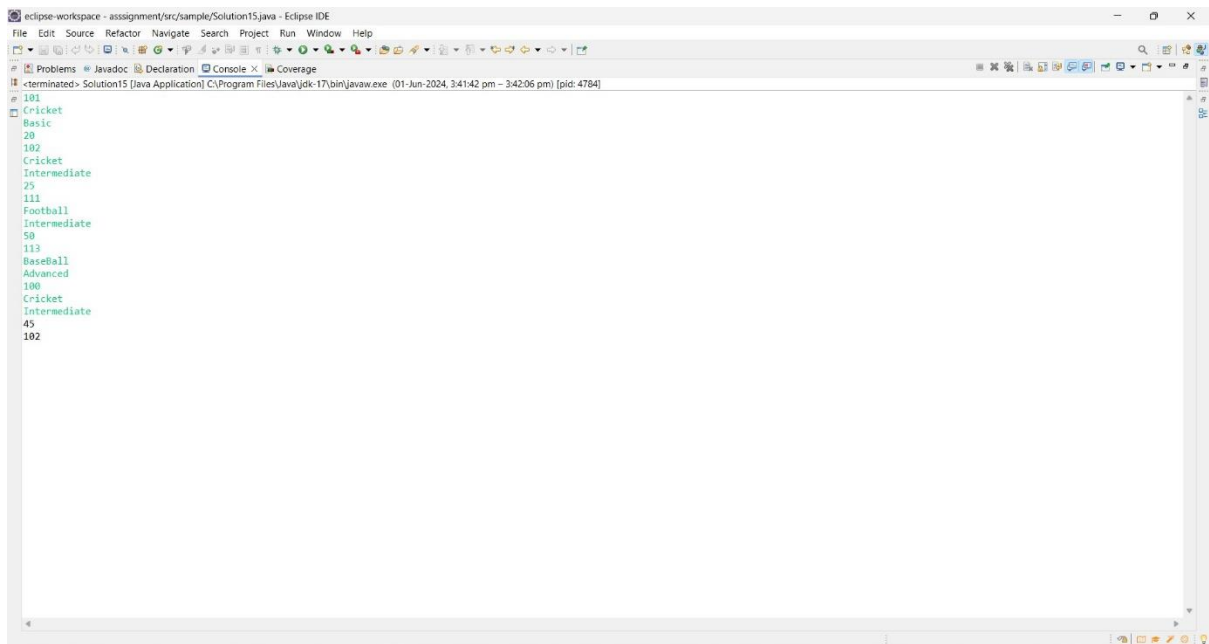 eclipse-workspace - asssignment/src/sample/Solution15.java - Eclipse IDE
File Edit Source Refactor Navigate Search Project Run Window Help
Problems Javadoc Declaration Console Coverage
<terminated> Solution15 [Java Application] C:\Program Files\Java\jdk-17\bin\javaw.exe (01-Jun-2024, 3:41:42 pm – 3:42:06 pm) [pid: 4784]
101
Cricket
Basic
20
102
Cricket
Intermediate
25
111
Football
Intermediate
50
113
BaseBall
Advanced
100
Cricket
Intermediate
45
102